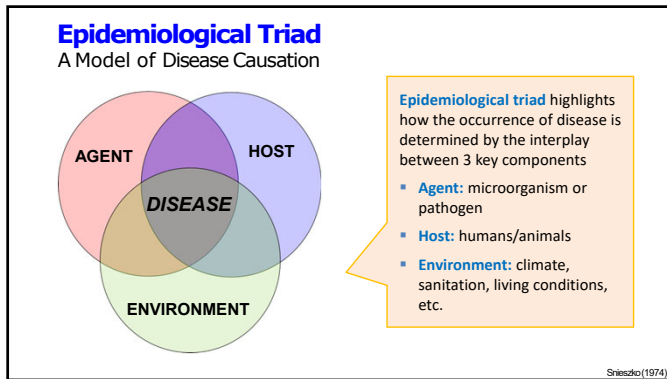 Epidemiological Triad
A Model of Disease Causation
AGENT
HOST
DISEASE
ENVIRONMENT
Epidemiological triad highlights
how the occurrence of disease is
determined by the interplay
between 3 key components
▪ Agent: microorganism or
pathogen
▪ Host: humans/animals
▪ Environment: climate,
sanitation, living conditions,
etc.
Snieszko (1974)